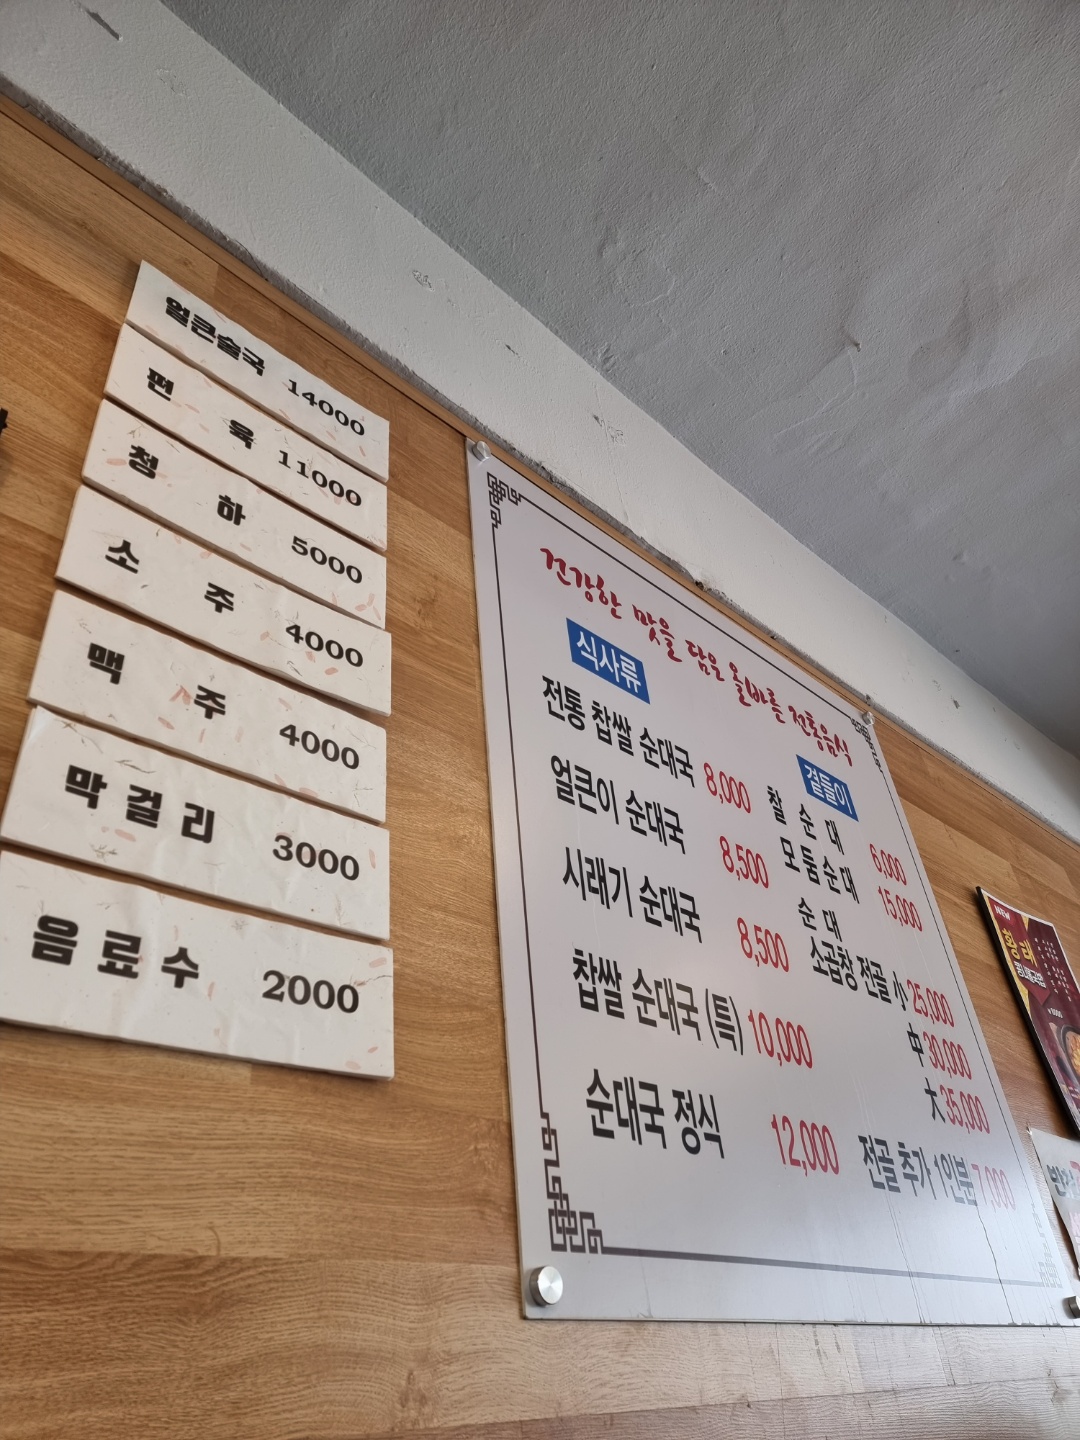 얼큰술국 14000
편 육 11000
청 하 5000
소 주 4000
맥 주 4000
막걸리 3000
음료수 2000
건강한 맛을 담은 올바른 전통음식
식사류
전통 찹쌀 순대국 8,000
얼큰이 순대국 8,500
시래기 순대국 8,500
찹쌀 순대국 (특) 10,000
순대국 정식 12,000
곁들이
찰 순 대 6,000
모둠순대 15,000
순 대
소곱창 전골 小 25,000
中 30,000
大 35,000
전골 추가 1인분 7,000
NEW
황태